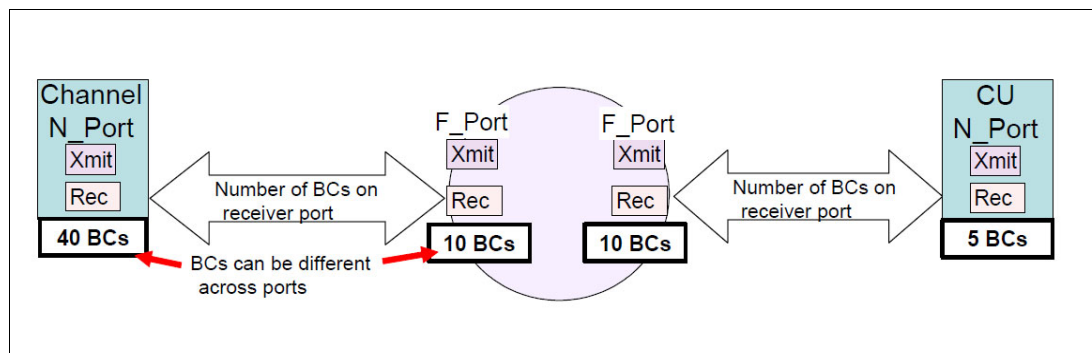 Channel
N_Port
Xmit
Rec
40 BCs
Number of BCs on
receiver port
BCs can be different
across ports
F_Port
Xmit
Rec
10 BCs
F_Port
Xmit
Rec
10 BCs
Number of BCs on
receiver port
CU
N_Port
Xmit
Rec
5 BCs